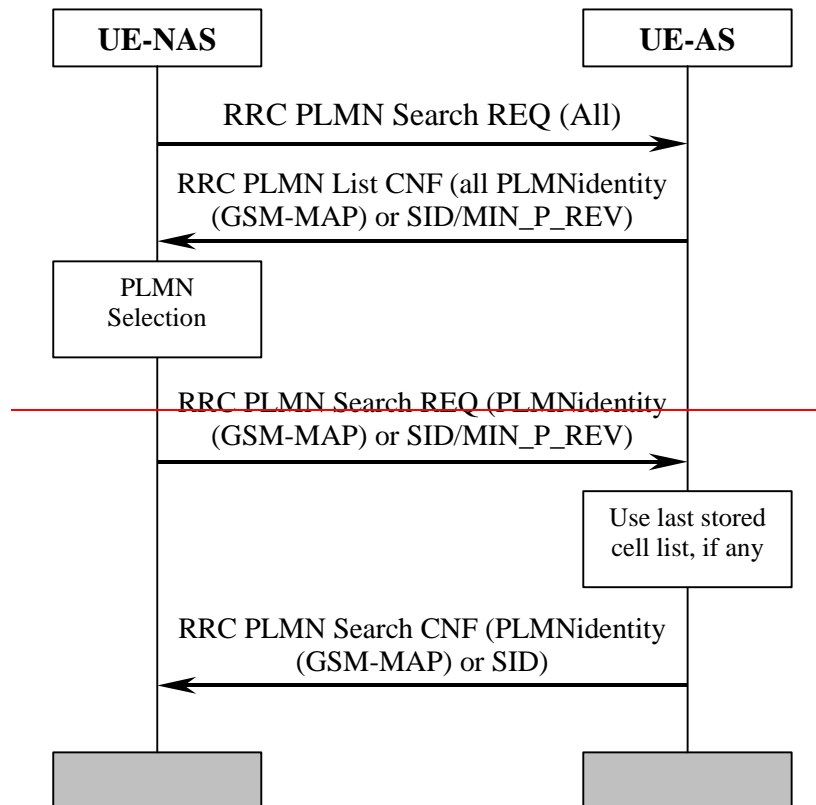 UE-NAS
UE-AS
RRC PLMN Search REQ (All)
RRC PLMN List CNF (all PLMNidentity
(GSM-MAP) or SID/MIN_P_REV)
PLMN
Selection
RRC PLMN Search REQ (PLMNidentity
(GSM-MAP) or SID/MIN_P_REV)
Use last stored
cell list, if any
RRC PLMN Search CNF (PLMNidentity
(GSM-MAP) or SID)